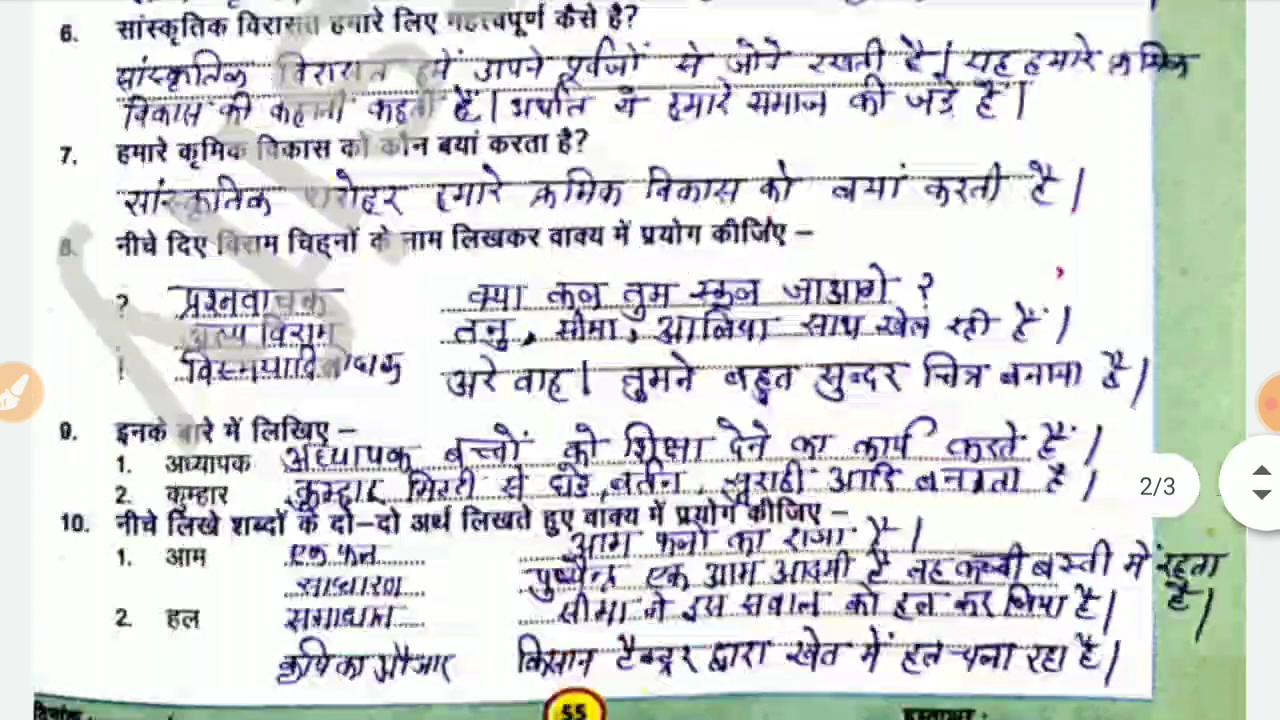 6. सांस्कृतिक विरासत हमारे लिए महत्त्वपूर्ण कैसे है?
सांस्कृतिक विरासत हमें अपने पूर्वजों से जोने रखती है। यह हमारे क्रमिक
विकास की कहानी कहती है। अर्थात ये हमारे समाज की जड़े हैं।
7. हमारे कृमिक विकास को कौन बयां करता है?
सांस्कृतिक धरोहर हमारे क्रमिक विकास को बयां करती है।
8. नीचे दिए विराम चिह्नों के नाम लिखकर वाक्य में प्रयोग कीजिए –
? प्रश्नवाचक क्या कल तुम स्कूल जाआगे ?
, अल्प विराम तनु, सीमा, आलिया साथ खेल रही हैं।
! विस्मयादिबोधक अरे वाह! तुमने बहुत सुन्दर चित्र बनाया है।
9. इनके बारे में लिखिए –
1. अध्यापक अध्यापक बच्चों को शिक्षा देने का कार्य करते हैं।
2. कुम्हार कुम्हार मिटटी से घड़े, बर्तन, सुराही आदि बनाता है।
10. नीचे लिखे शब्दों के दो–दो अर्थ लिखते हुए वाक्य में प्रयोग कीजिए –
1. आम एक फल आम फलों का राजा है।
साधारण एक आम आदमी है वह कच्ची बस्ती में रहता है।
2. हल समाधान सीमा ने इस सवाल को हल कर लिया है।
कृषि का औजार किसान टैक्ट्रर द्वारा खेत में हल चला रहा है।
55
2/3